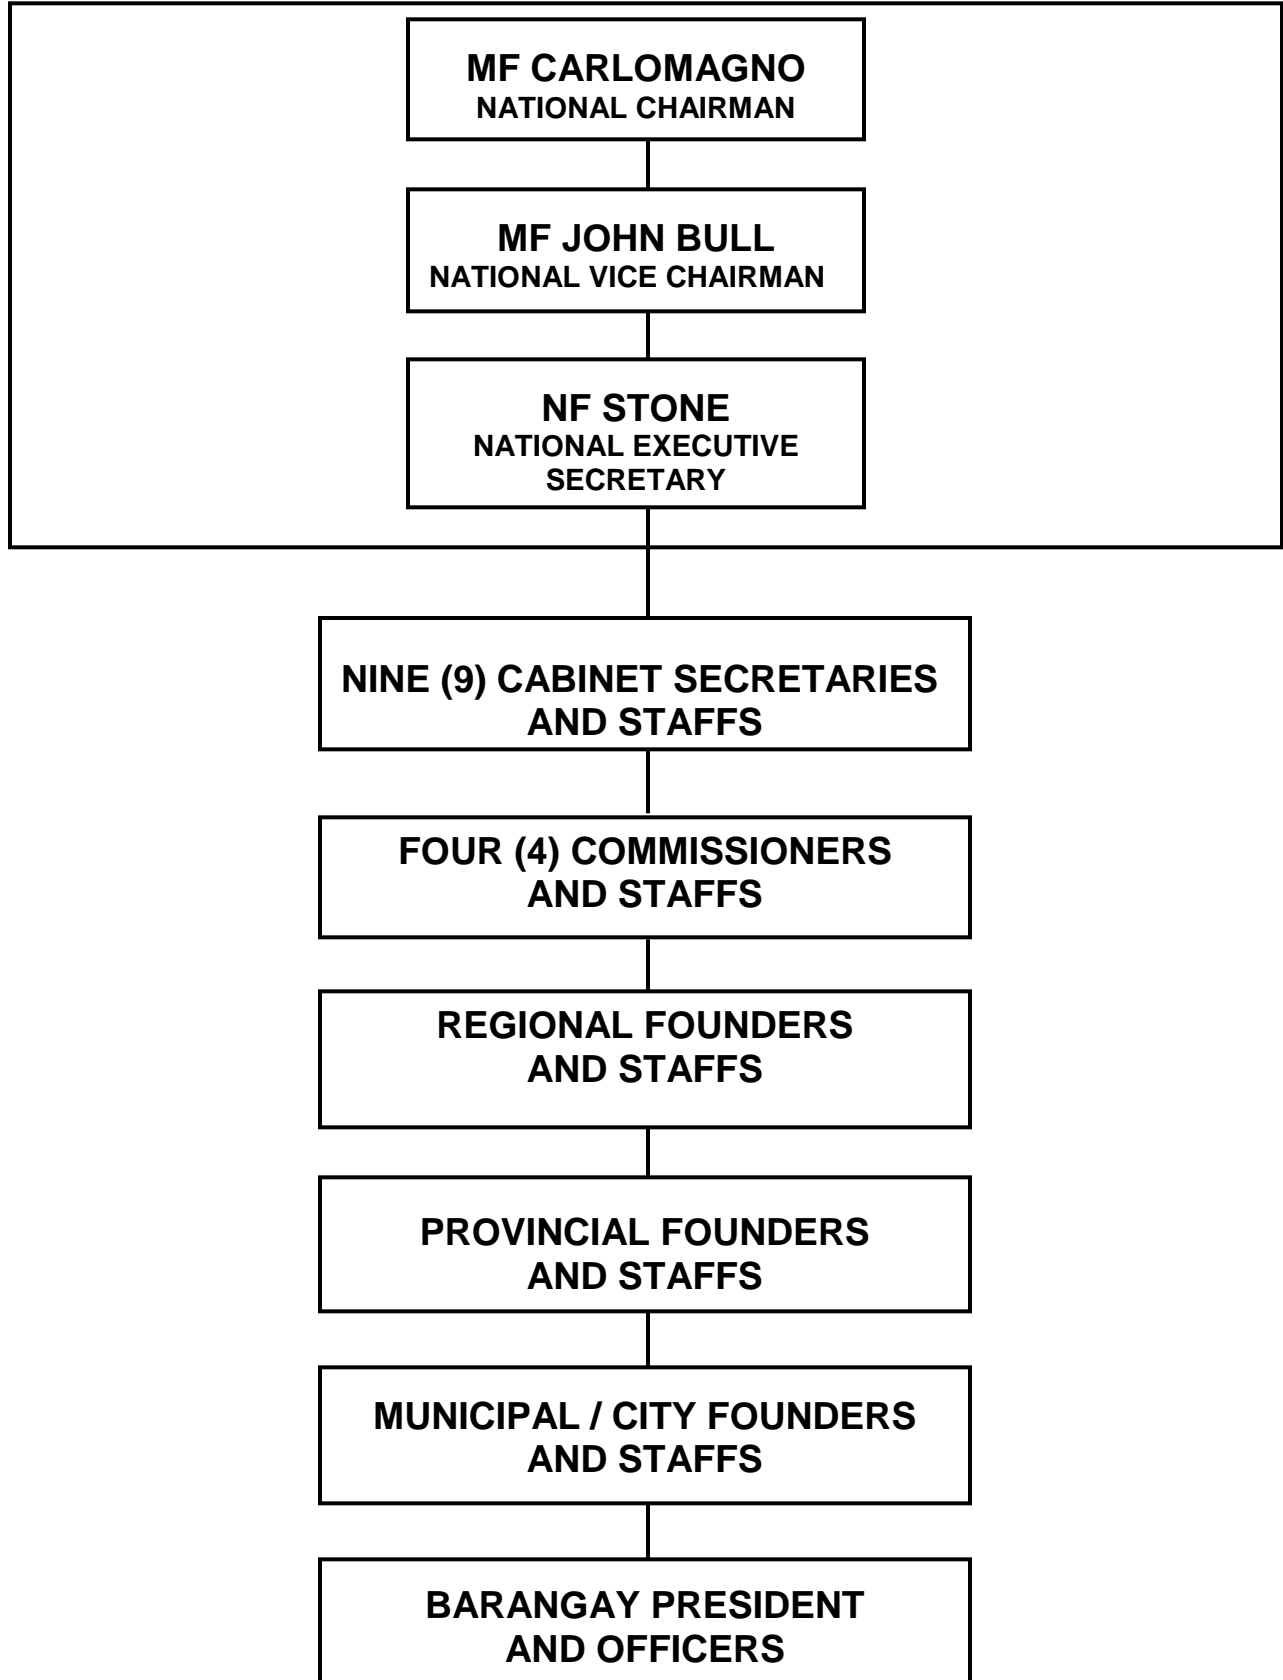 MF CARLOMAGNO
NATIONAL CHAIRMAN
MF JOHN BULL
NATIONAL VICE CHAIRMAN
NF STONE
NATIONAL EXECUTIVE
SECRETARY
NINE (9) CABINET SECRETARIES
AND STAFFS
FOUR (4) COMMISSIONERS
AND STAFFS
REGIONAL FOUNDERS
AND STAFFS
PROVINCIAL FOUNDERS
AND STAFFS
MUNICIPAL / CITY FOUNDERS
AND STAFFS
BARANGAY PRESIDENT
AND OFFICERS